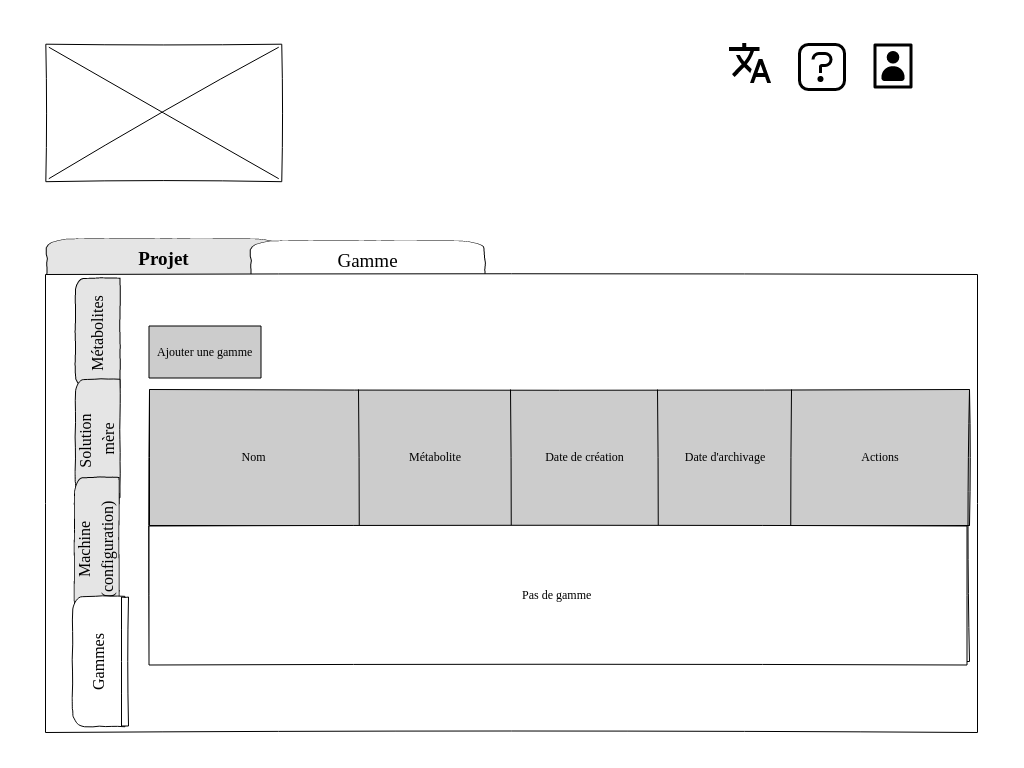 Projet
Gamme
Métabolites
Solution
mère
Machine
(configuration)
Gammes
Ajouter une gamme
Nom
Métabolite
Date de création
Date d'archivage
Actions
Pas de gamme